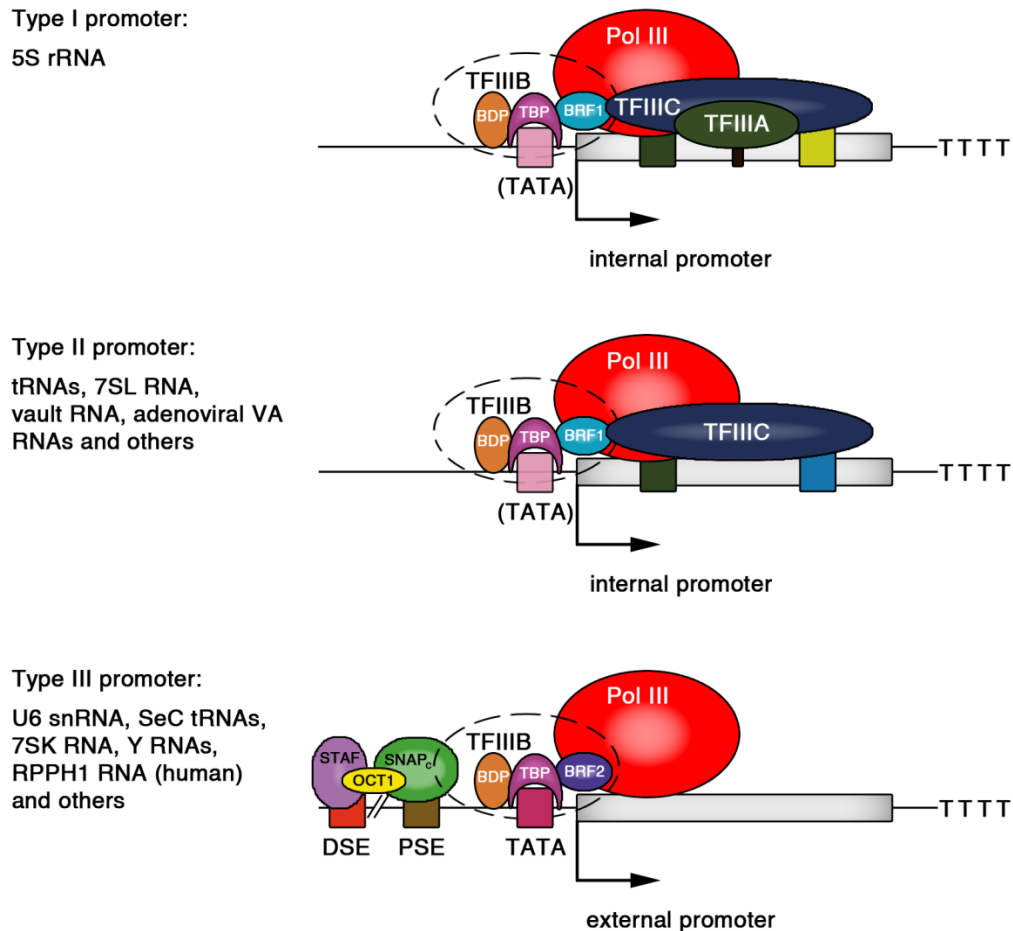 Type I promoter:
5S rRNA
Pol III
TFIIIB
BDP
TBP
BRF1
TFIIIC
TFIIIA
TTTT
(TATA)
internal promoter
Type II promoter:
tRNAs, 7SL RNA,
vault RNA, adenoviral VA
RNAs and others
Pol III
TFIIIB
BDP
TBP
BRF1
TFIIIC
TTTT
(TATA)
internal promoter
Type III promoter:
U6 snRNA, SeC tRNAs,
7SK RNA, Y RNAs,
RPPH1 RNA (human)
and others
Pol III
STAF
OCT1
SNAPc
TFIIIB
BDP
TBP
BRF2
TTTT
DSE
PSE
TATA
external promoter